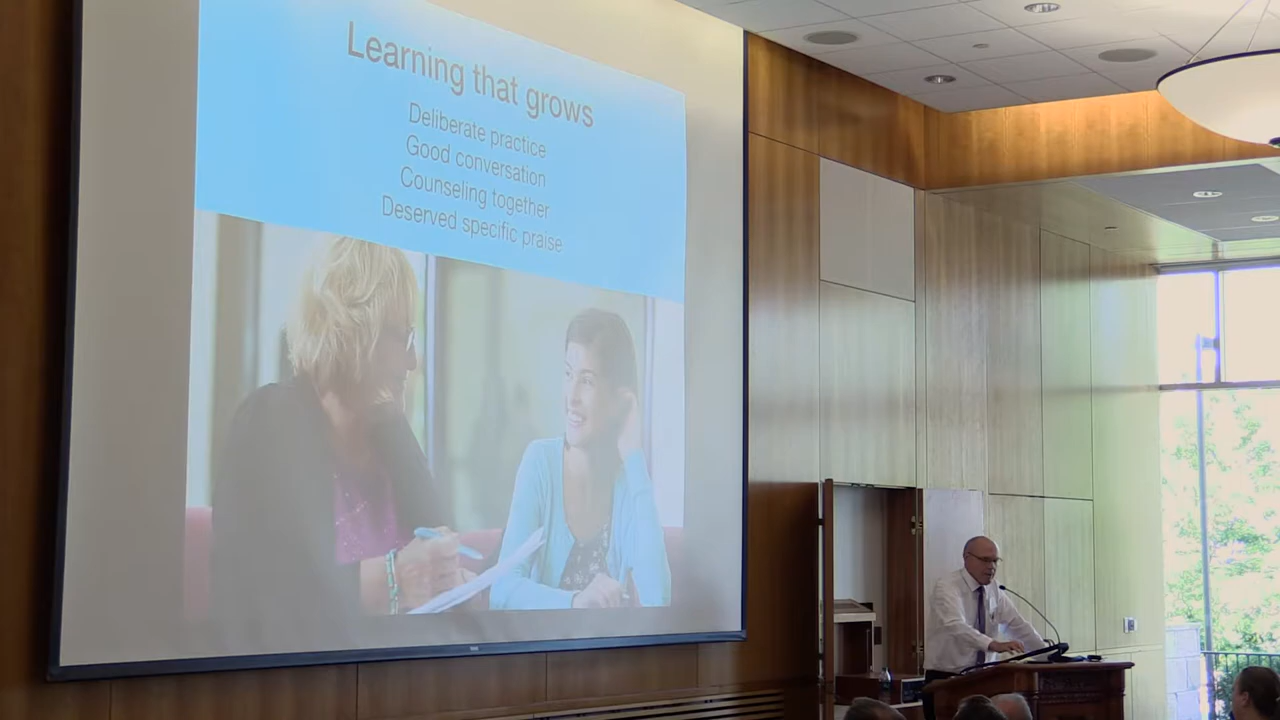 Learning that grows
Deliberate practice
Good conversation
Counseling together
Deserved specific praise